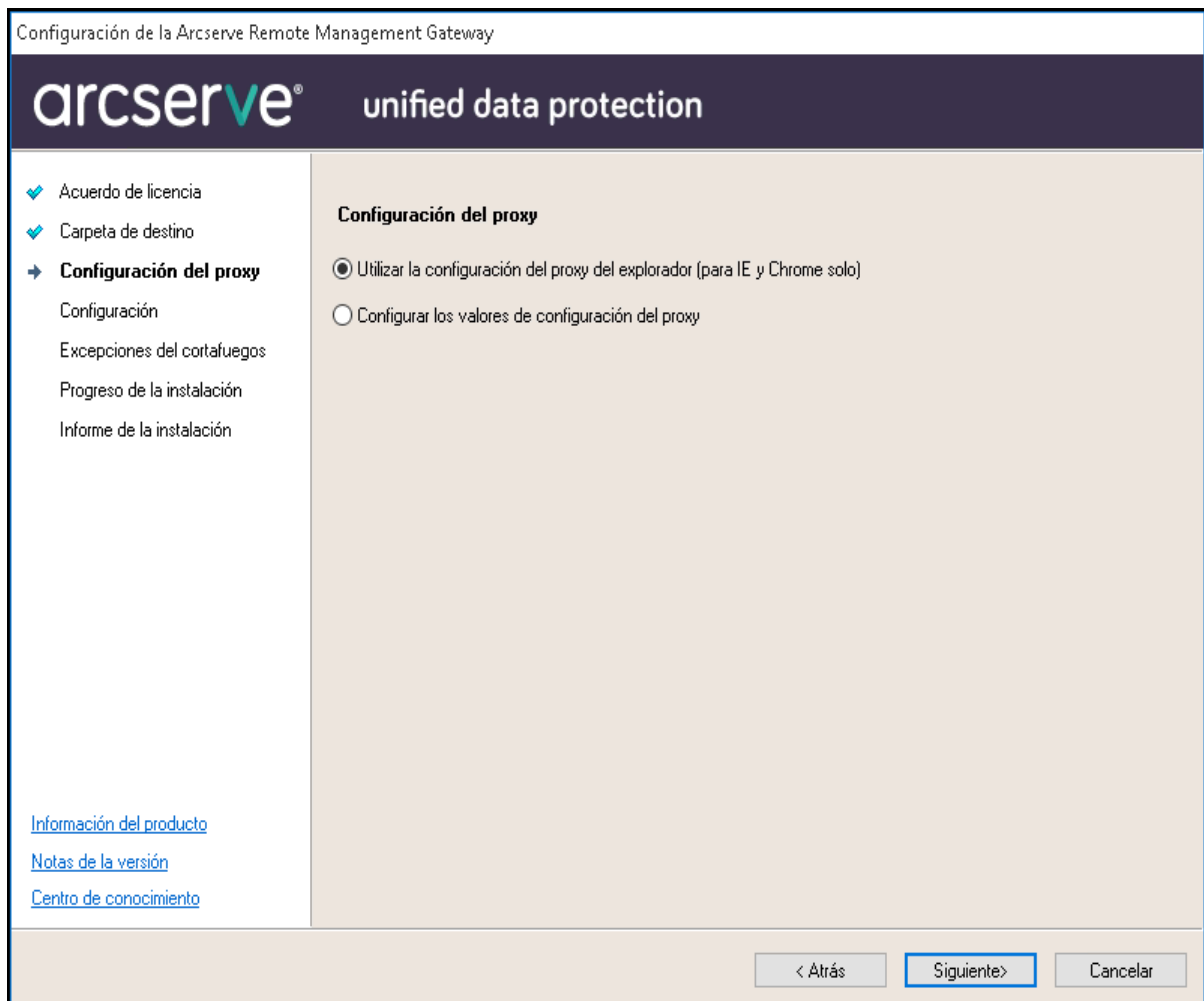 Configuración de la Arcserve Remote Management Gateway
arcserve® unified data protection
Acuerdo de licencia
Carpeta de destino
Configuración del proxy
Configuración
Excepciones del cortafuegos
Progreso de la instalación
Informe de la instalación
Información del producto
Notas de la versión
Centro de conocimiento
Configuración del proxy
Utilizar la configuración del proxy del explorador (para IE y Chrome solo)
Configurar los valores de configuración del proxy
< Atrás
Siguiente>
Cancelar